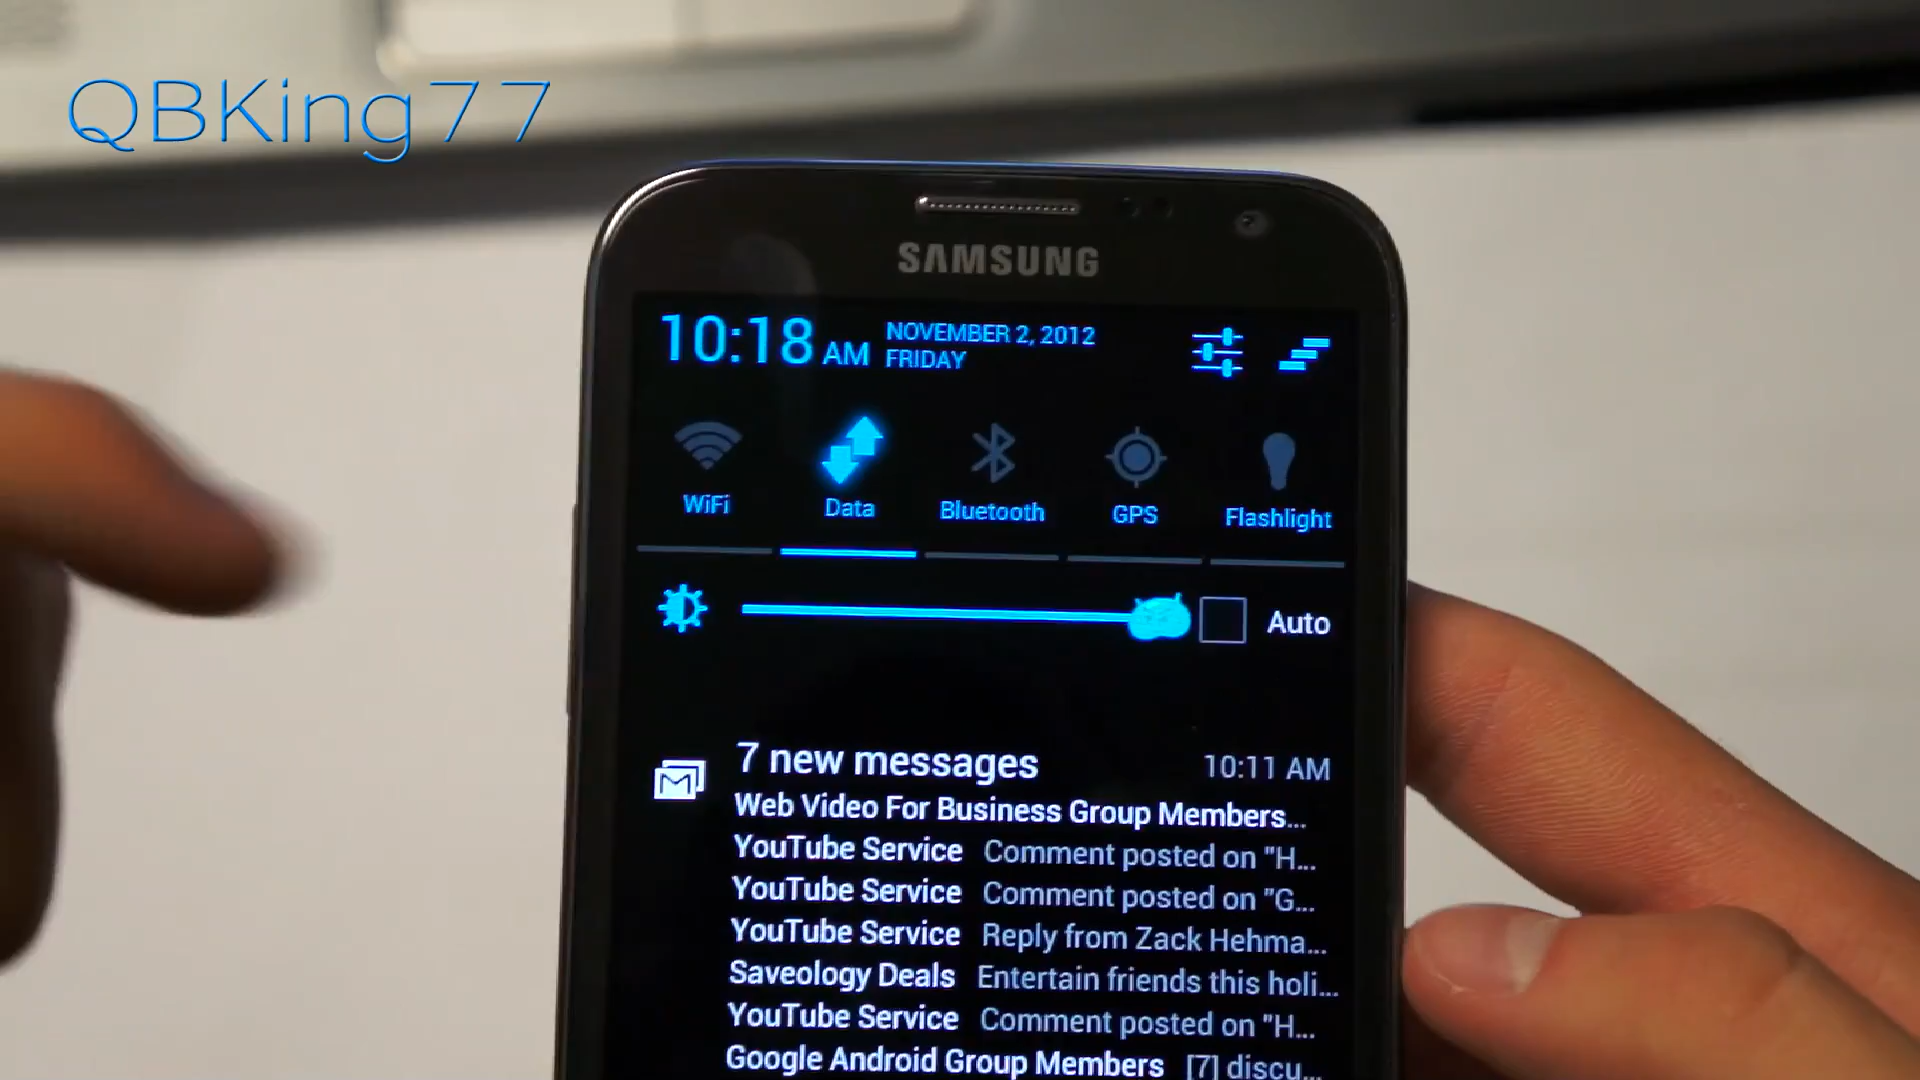 QBKing77
SAMSUNG
10:18 AM NOVEMBER 2, 2012
FRIDAY
WiFi Data Bluetooth GPS Flashlight
Auto
7 new messages 10:11 AM
Web Video For Business Group Members...
YouTube Service Comment posted on "H...
YouTube Service Comment posted on "G...
YouTube Service Reply from Zack Hehma...
Saveology Deals Entertain friends this holi...
YouTube Service Comment posted on "H...
Google Android Group Members [7] discu...